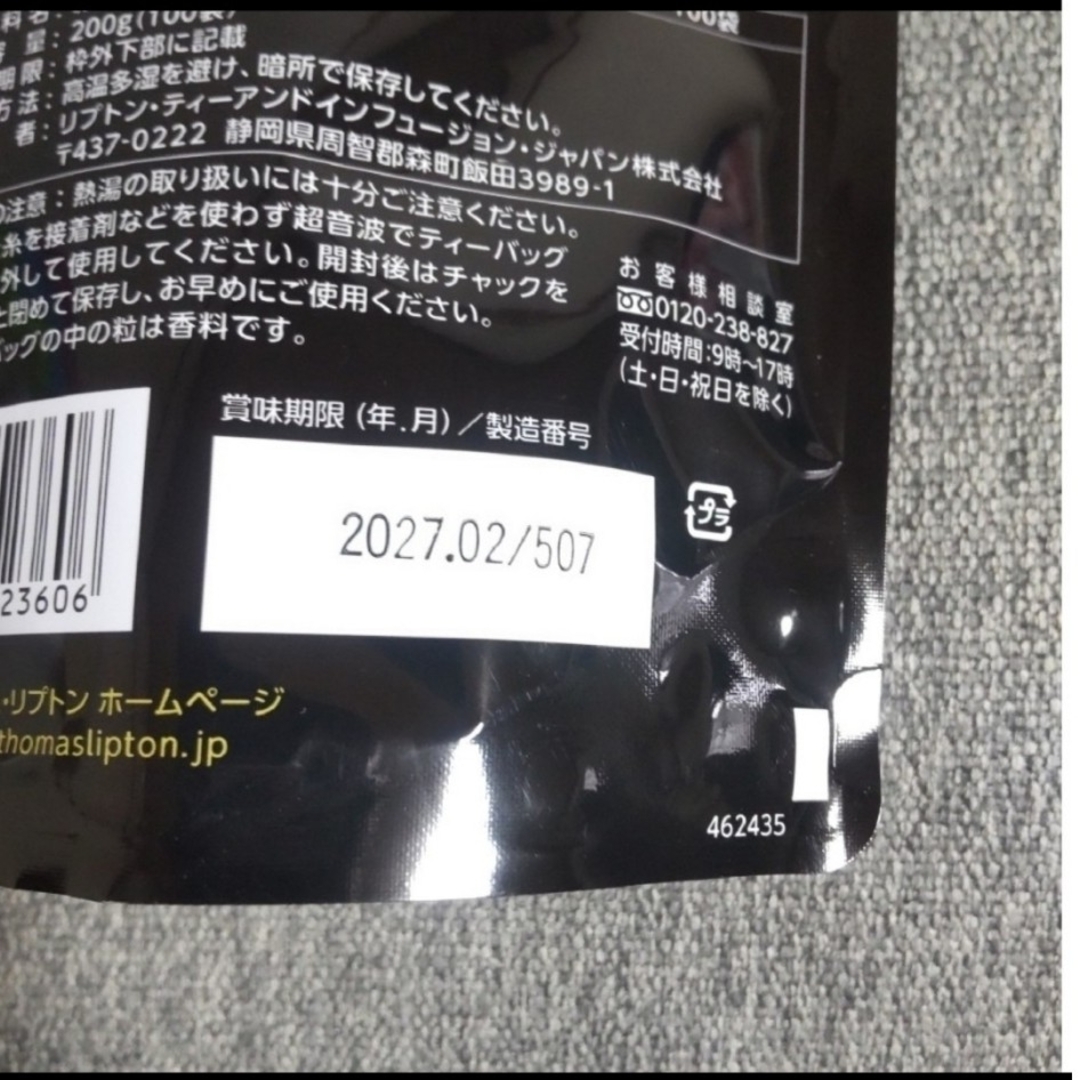 200g(100袋)
100袋
量：枠外下部に記載
期限：高温多湿を避け、暗所で保存してください。
方法：リプトン・ティーアンドインフュージョン・ジャパン株式会社
者：〒437-0222 静岡県周智郡森町飯田3989-1
注意：熱湯の取り扱いには十分ご注意ください。
糸を接着剤などを使わず超音波でティーバッグ
外して使用してください。開封後はチャックを
と閉めて保存し、お早めにご使用ください。
バッグの中の粒は香料です。
お客様相談室
0120-238-827
受付時間:9時～17時
(土・日・祝日を除く)
賞味期限 (年.月)／製造番号
2027.02/507
プラ
23606
・リプトン ホームページ
thomaslipton.jp
462435